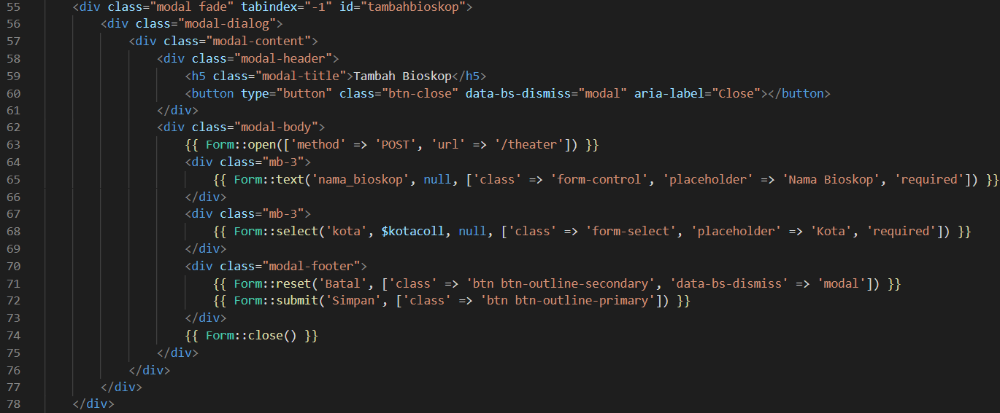 55 <div class="modal fade" tabindex="-1" id="tambahbioskop">
56 <div class="modal-dialog">
57 <div class="modal-content">
58 <div class="modal-header">
59 <h5 class="modal-title">Tambah Bioskop</h5>
60 <button type="button" class="btn-close" data-bs-dismiss="modal" aria-label="Close"></button>
61 </div>
62 <div class="modal-body">
63 {{ Form::open(['method' => 'POST', 'url' => '/theater']) }}
64 <div class="mb-3">
65 {{ Form::text('nama_bioskop', null, ['class' => 'form-control', 'placeholder' => 'Nama Bioskop', 'required']) }}
66 </div>
67 <div class="mb-3">
68 {{ Form::select('kota', $kotacoll, null, ['class' => 'form-select', 'placeholder' => 'Kota', 'required']) }}
69 </div>
70 <div class="modal-footer">
71 {{ Form::reset('Batal', ['class' => 'btn btn-outline-secondary', 'data-bs-dismiss' => 'modal']) }}
72 {{ Form::submit('Simpan', ['class' => 'btn btn-outline-primary']) }}
73 </div>
74 {{ Form::close() }}
75 </div>
76 </div>
77 </div>
78 </div>